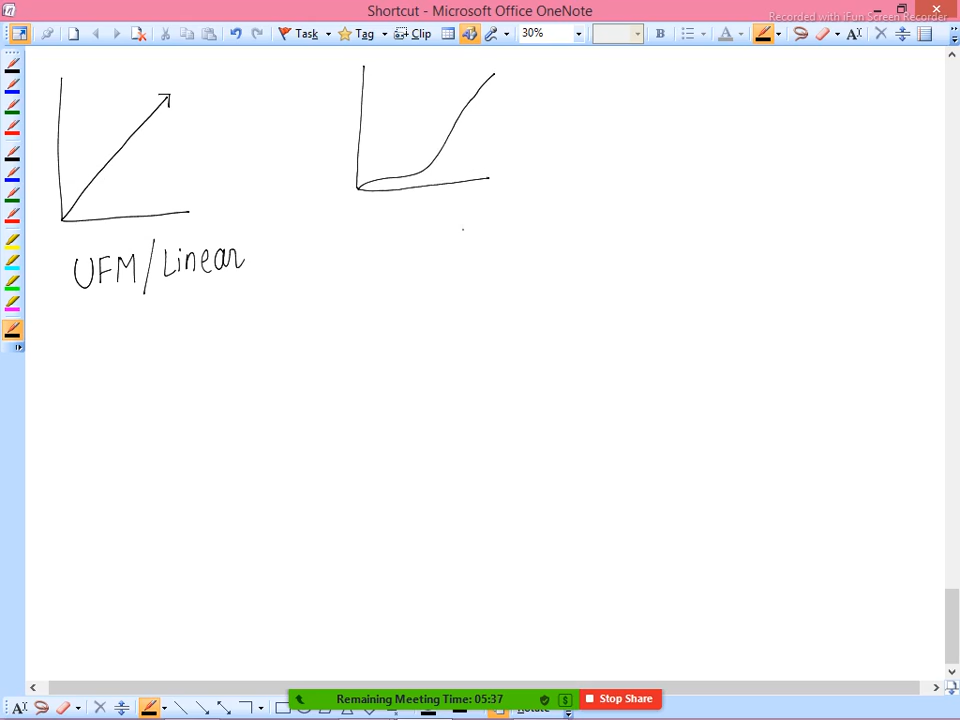 Shortcut - Microsoft Office OneNote
Recorded with iFun Screen Recorder
Task Tag Clip 30% B A A
UFM/Linear
Remaining Meeting Time: 05:37 $ Stop Share